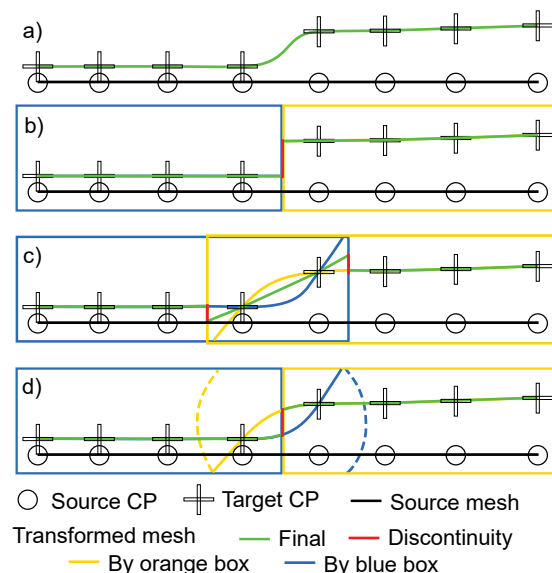 a)
b)
c)
d)
Source CP Target CP Source mesh
Transformed mesh Final Discontinuity
By orange box By blue box